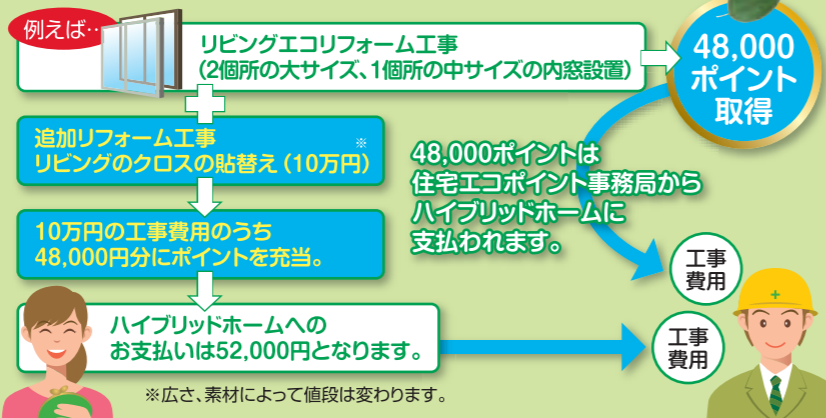 例えば‥
リビングエコリフォーム工事
(2個所の大サイズ、1個所の中サイズの内窓設置)
48,000
ポイント
取得
追加リフォーム工事
リビングのクロスの貼替え(10万円)※
10万円の工事費用のうち
48,000円分にポイントを充当。
ハイブリッドホームへの
お支払いは52,000円となります。
48,000ポイントは
住宅エコポイント事務局から
ハイブリッドホームに
支払われます。
工事
費用
工事
費用
※広さ、素材によって値段は変わります。